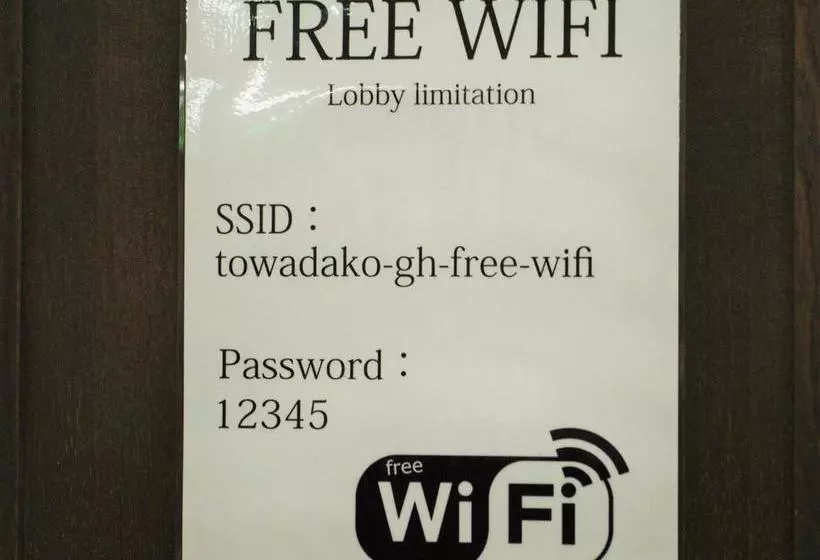 FREE WIFI
Lobby limitation
SSID：
towadako-gh-free-wifi
Password：
12345
free
WiFi